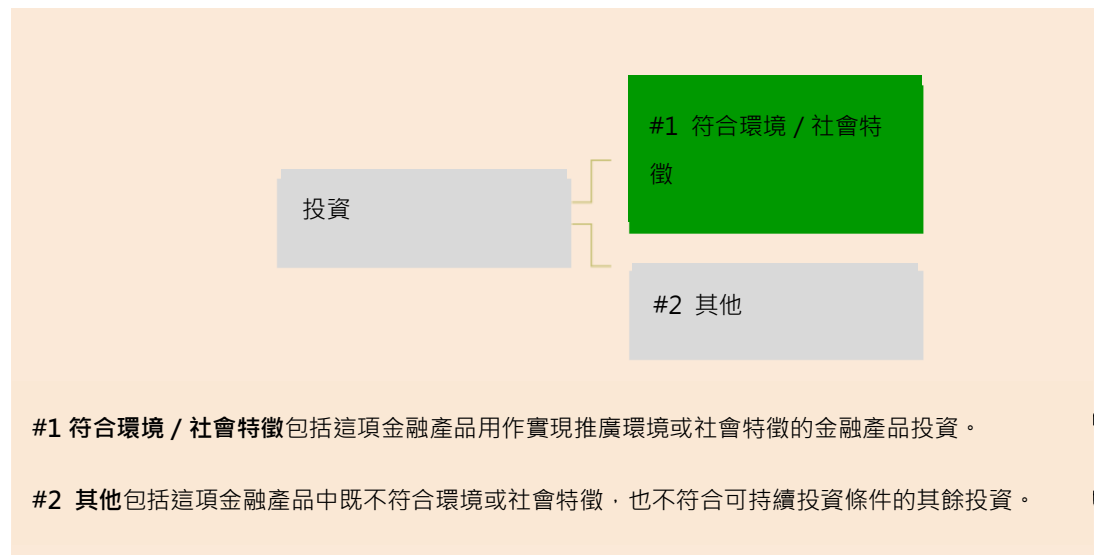 #1 符合環境 / 社會特
徵
投資
#2 其他
#1 符合環境 / 社會特徵包括這項金融產品用作實現推廣環境或社會特徵的金融產品投資。
#2 其他包括這項金融產品中既不符合環境或社會特徵，也不符合可持續投資條件的其餘投資。